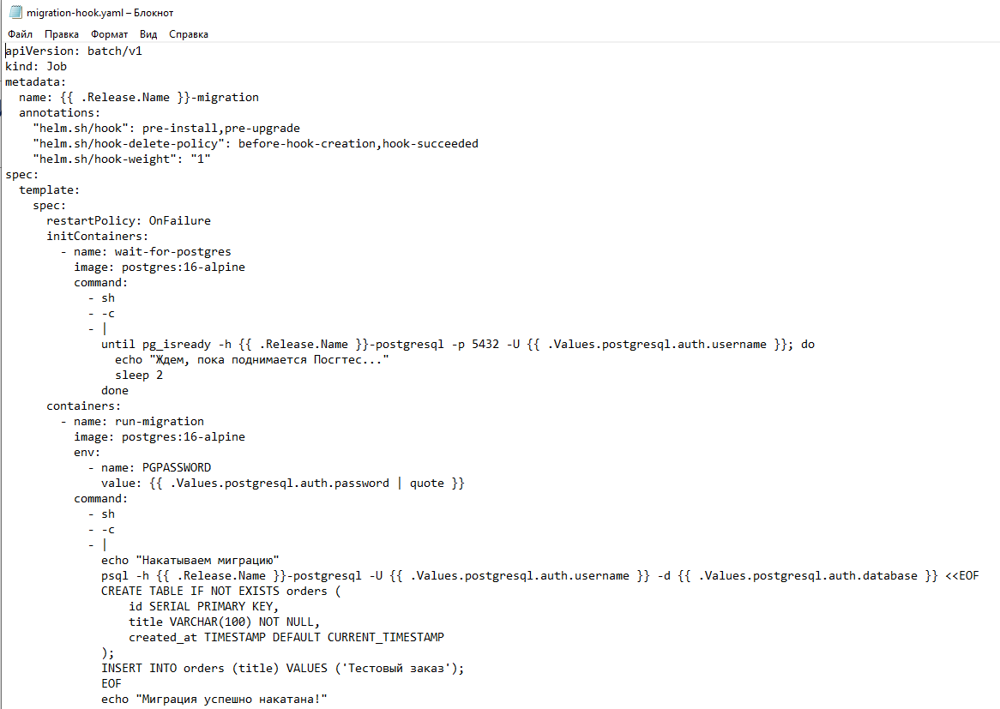 migration-hook.yaml – Блокнот
Файл Правка Формат Вид Справка
apiVersion: batch/v1
kind: Job
metadata:
  name: {{ .Release.Name }}-migration
  annotations:
    "helm.sh/hook": pre-install,pre-upgrade
    "helm.sh/hook-delete-policy": before-hook-creation,hook-succeeded
    "helm.sh/hook-weight": "1"
spec:
  template:
    spec:
      restartPolicy: OnFailure
      initContainers:
        - name: wait-for-postgres
          image: postgres:16-alpine
          command:
            - sh
            - -c
            - |
              until pg_isready -h {{ .Release.Name }}-postgresql -p 5432 -U {{ .Values.postgresql.auth.username }}; do
                echo "Ждем, пока поднимается Посгтес..."
                sleep 2
              done
      containers:
        - name: run-migration
          image: postgres:16-alpine
          env:
            - name: PGPASSWORD
              value: {{ .Values.postgresql.auth.password | quote }}
          command:
            - sh
            - -c
            - |
              echo "Накатываем миграцию"
              psql -h {{ .Release.Name }}-postgresql -U {{ .Values.postgresql.auth.username }} -d {{ .Values.postgresql.auth.database }} <<EOF
              CREATE TABLE IF NOT EXISTS orders (
                  id SERIAL PRIMARY KEY,
                  title VARCHAR(100) NOT NULL,
                  created_at TIMESTAMP DEFAULT CURRENT_TIMESTAMP
              );
              INSERT INTO orders (title) VALUES ('Тестовый заказ');
              EOF
              echo "Миграция успешно накатана!"